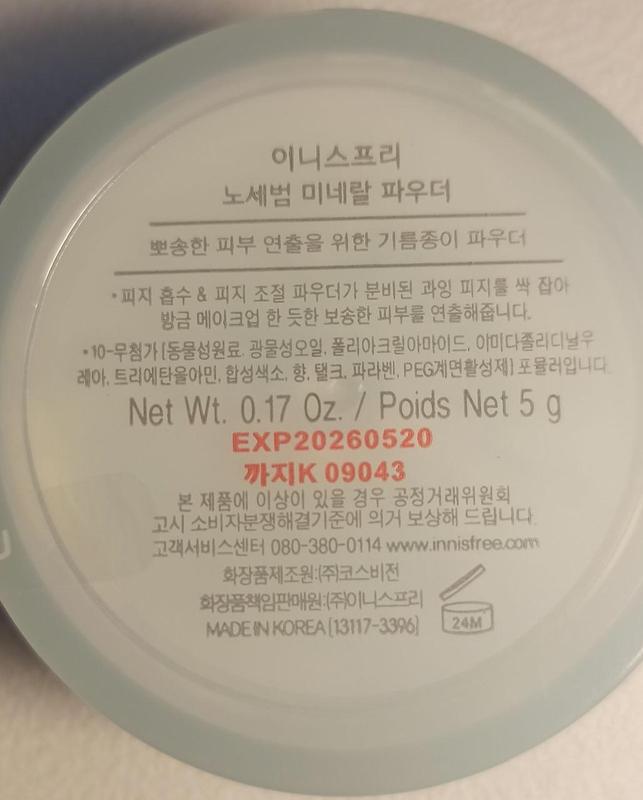 이니스프리
노세범 미네랄 파우더
뽀송한 피부 연출을 위한 기름종이 파우더
• 피지 흡수 & 피지 조절 파우더가 분비된 과잉 피지를 싹 잡아
방금 메이크업 한 듯한 보송한 피부를 연출해줍니다.
• 10-무첨가 [동물성원료, 광물성오일, 폴리아크릴아마이드, 이미다졸리디닐우
레아, 트리에탄올아민, 합성색소, 향, 탤크, 파라벤, PEG계면활성제] 포뮬러입니다.
Net Wt. 0.17 Oz. / Poids Net 5 g
EXP20260520
까지K 09043
본 제품에 이상이 있을 경우 공정거래위원회
고시 소비자분쟁해결기준에 의거 보상해 드립니다.
고객서비스센터 080-380-0114 www.innisfree.com
화장품제조원:(주)코스비전
화장품책임판매원:(주)이니스프리
MADE IN KOREA [13117-3396]
24M